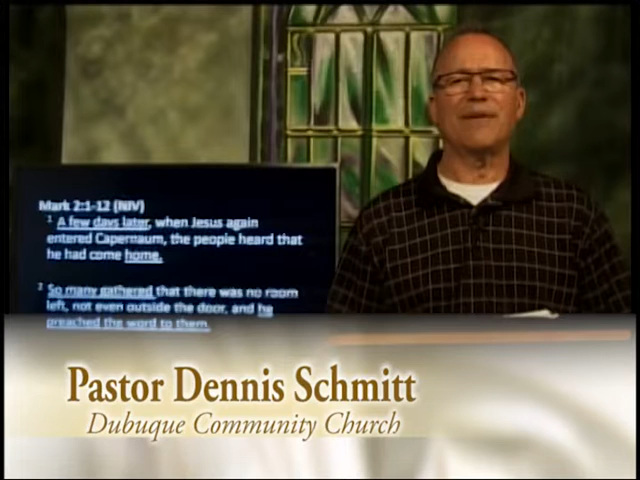 Mark 2:1-12 (NIV)
1 A few days later, when Jesus again
entered Capernaum, the people heard that
he had come home.
2 So many gathered that there was no room
left, not even outside the door, and he
preached the word to them.
Pastor Dennis Schmitt
Dubuque Community Church